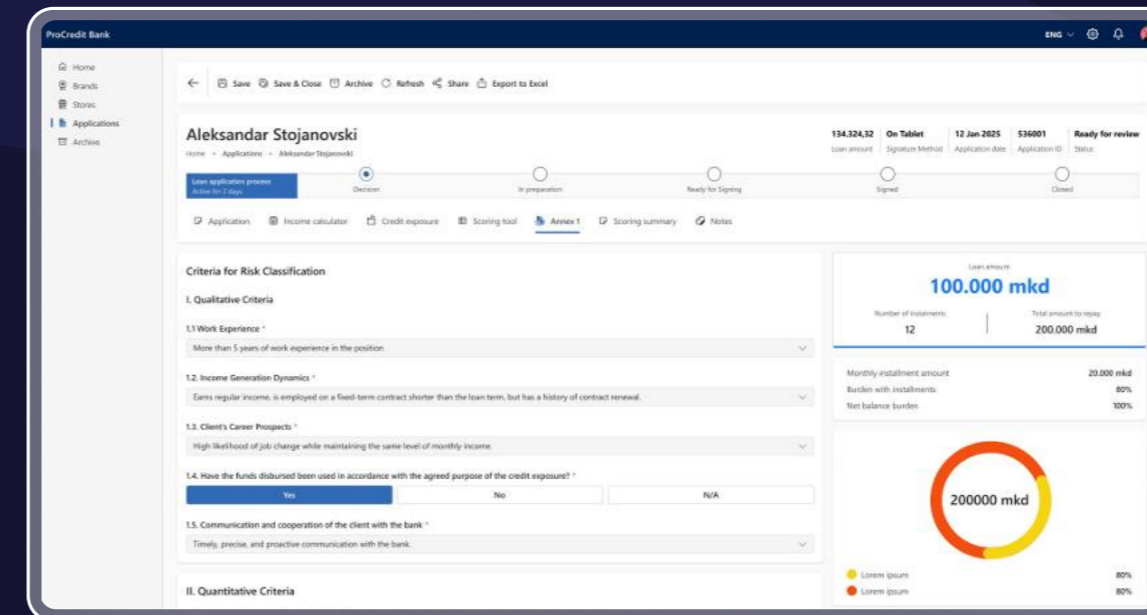 ProCredit Bank
ENG
Home
Brands
Stores
Applications
Archive
Save Save & Close Archive Refresh Share Export to Excel
Aleksandar Stojanovski
Home Applications Aleksandar Stojanovski
134.324,32 On Tablet 12 Jan 2025 536001 Ready for review
Loan amount Signature Method Application date Application ID Status
Loan application process
Active for 2 days
Decision In preparation Ready for Signing Signed Closed
Application Income calculator Credit exposure Scoring tool Annex 1 Scoring summary Notes
Criteria for Risk Classification
I. Qualitative Criteria
1.1 Work Experience *
More than 5 years of work experience in the position
1.2. Income Generation Dynamics *
Earns regular income, is employed on a fixed-term contract shorter than the loan term, but has a history of contract renewal.
1.3. Client's Career Prospects *
High likelihood of job change while maintaining the same level of monthly income.
1.4. Have the funds disbursed been used in accordance with the agreed purpose of the credit exposure? *
Yes No N/A
1.5. Communication and cooperation of the client with the bank *
Timely, precise, and proactive communication with the bank.
II. Quantitative Criteria
Loan amount
100.000 mkd
Number of instalments Total amount to repay
12 200.000 mkd
Monthly installment amount 20.000 mkd
Burden with installments 80%
Net balance burden 100%
200000 mkd
Lorem ipsum 80%
Lorem ipsum 80%